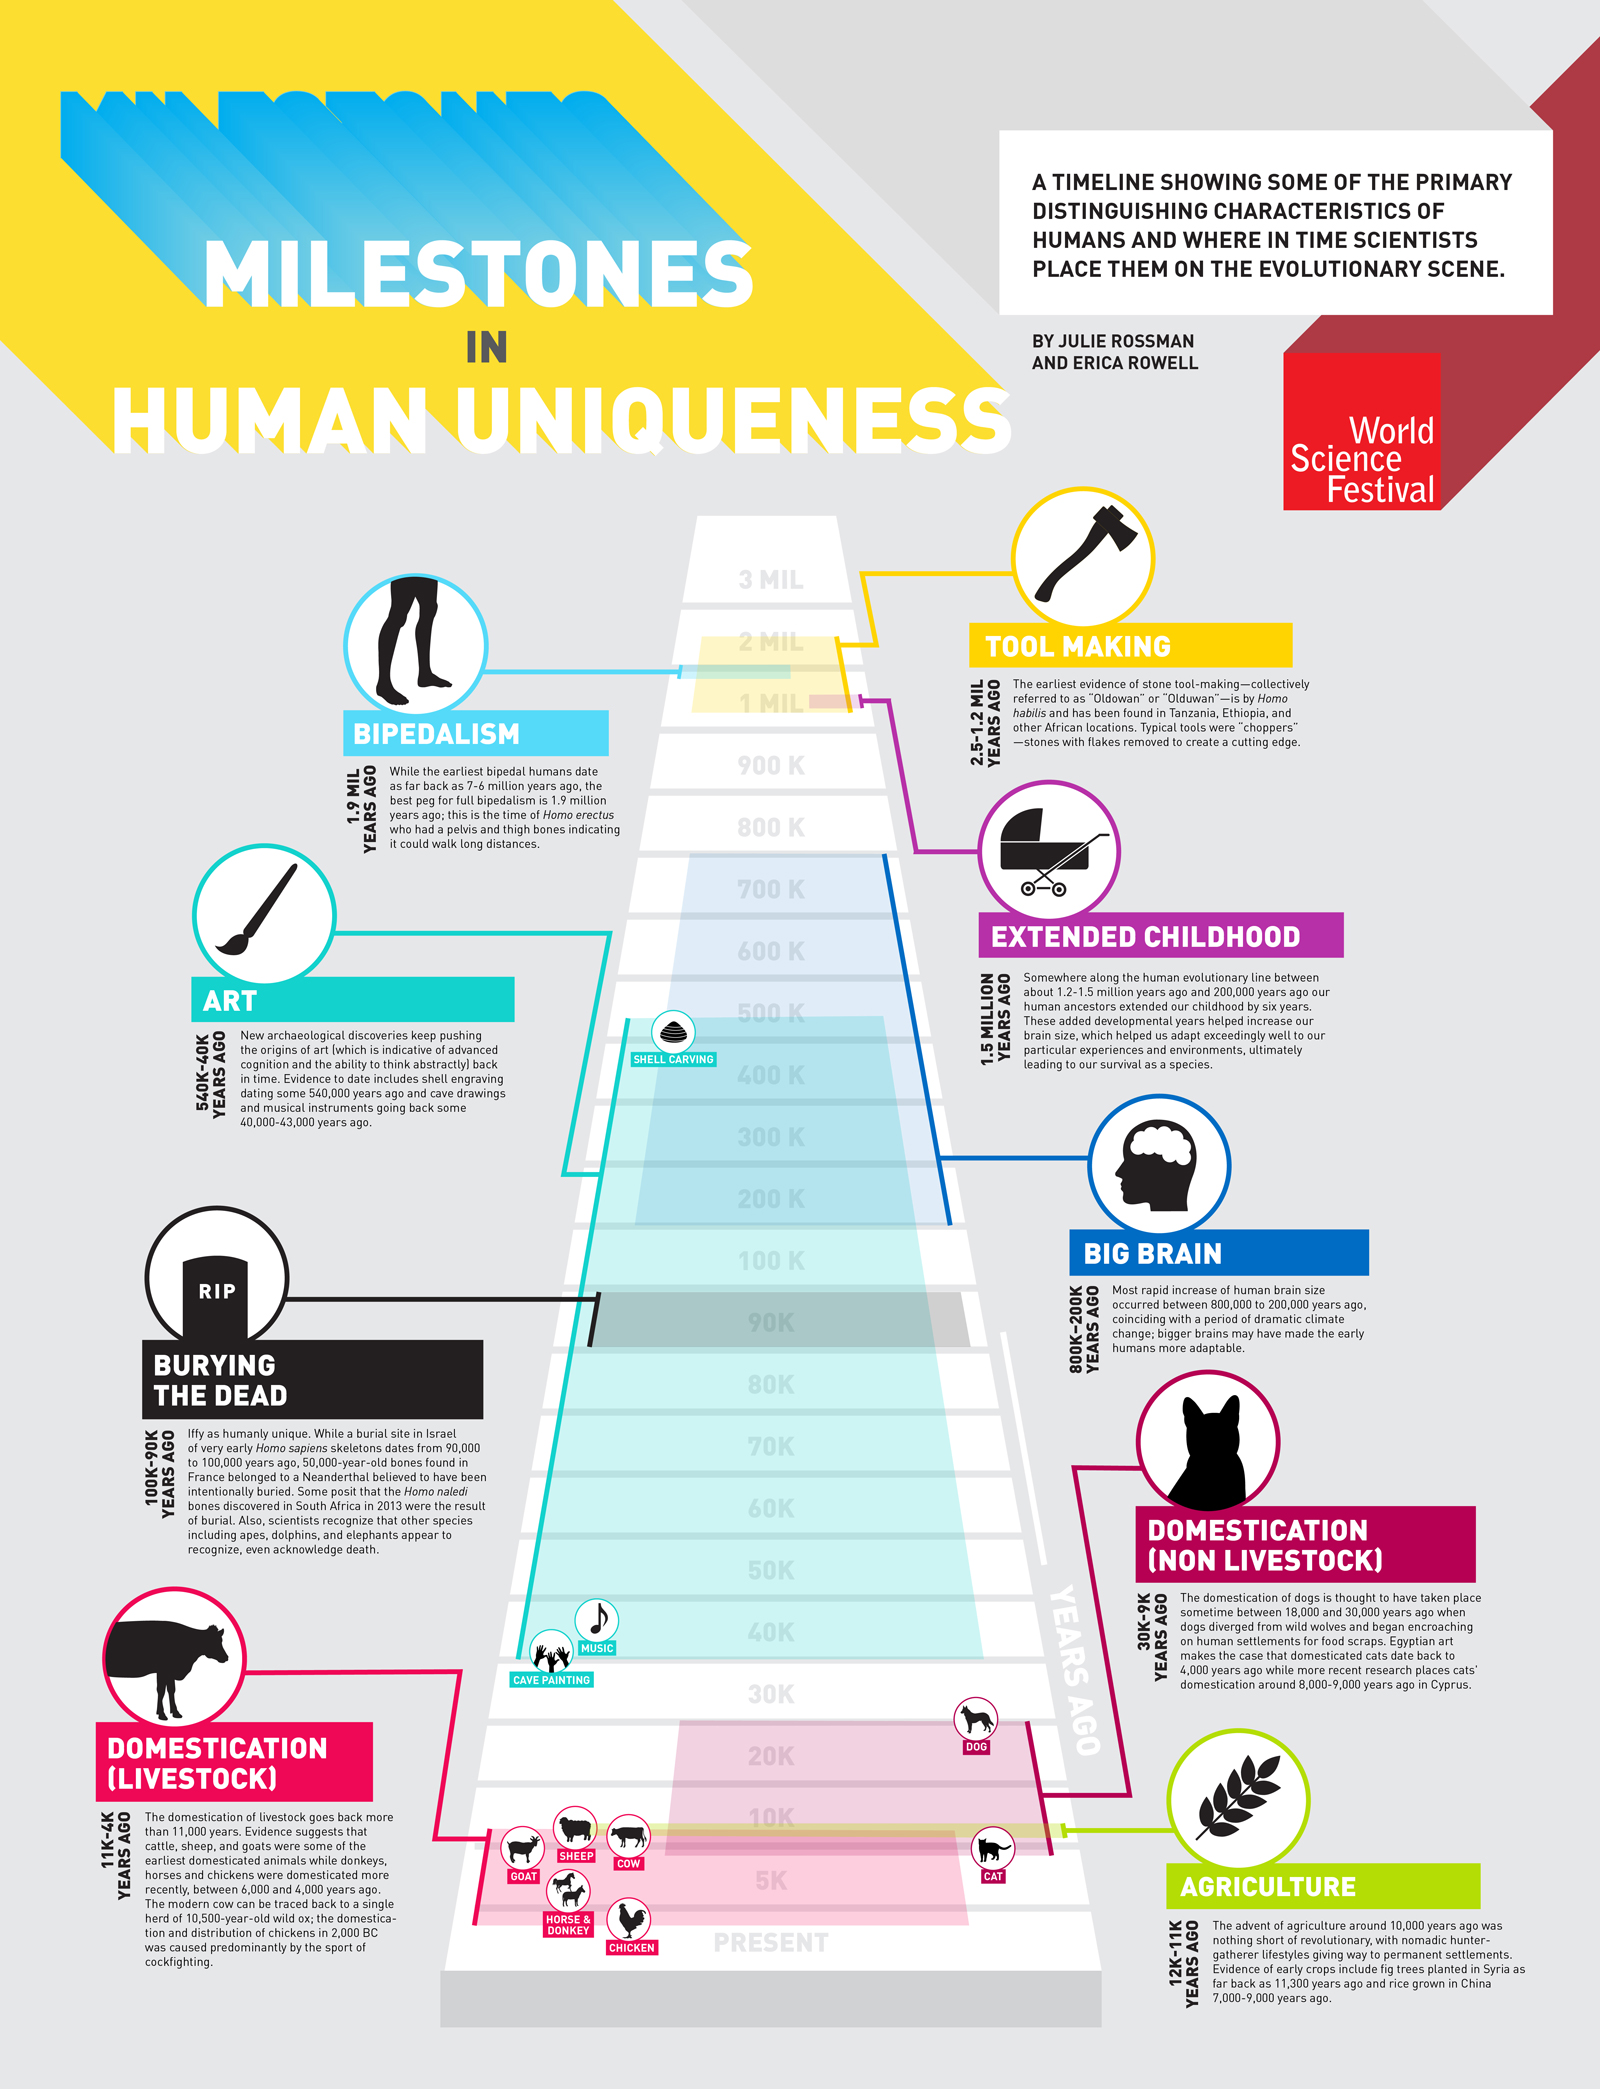 MILESTONES
IN
HUMAN UNIQUENESS
A TIMELINE SHOWING SOME OF THE PRIMARY
DISTINGUISHING CHARACTERISTICS OF
HUMANS AND WHERE IN TIME SCIENTISTS
PLACE THEM ON THE EVOLUTIONARY SCENE.
BY JULIE ROSSMAN
AND ERICA ROWELL
World
Science
Festival
3 MIL
2 MIL
1 MIL
900 K
800 K
700 K
600 K
500 K
400 K
300 K
200 K
100 K
90K
80K
70K
60K
50K
40K
30K
20K
10K
5K
PRESENT
YEARS AGO
TOOL MAKING
2.5-1.2 MIL
YEARS AGO
The earliest evidence of stone tool-making—collectively
referred to as “Oldowan” or “Olduwan”—is by Homo
habilis and has been found in Tanzania, Ethiopia, and
other African locations. Typical tools were “choppers”
—stones with flakes removed to create a cutting edge.
BIPEDALISM
1.9 MIL
YEARS AGO
While the earliest bipedal humans date
as far back as 7-6 million years ago, the
best peg for full bipedalism is 1.9 million
years ago; this is the time of Homo erectus
who had a pelvis and thigh bones indicating
it could walk long distances.
EXTENDED CHILDHOOD
1.5 MILLION
YEARS AGO
Somewhere along the human evolutionary line between
about 1.2-1.5 million years ago and 200,000 years ago our
human ancestors extended our childhood by six years.
These added developmental years helped increase our
brain size, which helped us adapt exceedingly well to our
particular experiences and environments, ultimately
leading to our survival as a species.
ART
540K-40K
YEARS AGO
New archaeological discoveries keep pushing
the origins of art (which is indicative of advanced
cognition and the ability to think abstractly) back
in time. Evidence to date includes shell engraving
dating some 540,000 years ago and cave drawings
and musical instruments going back some
40,000-43,000 years ago.
SHELL CARVING
MUSIC
CAVE PAINTING
BIG BRAIN
800K–200K
YEARS AGO
Most rapid increase of human brain size
occurred between 800,000 to 200,000 years ago,
coinciding with a period of dramatic climate
change; bigger brains may have made the early
humans more adaptable.
RIP
BURYING
THE DEAD
100K-90K
YEARS AGO
Iffy as humanly unique. While a burial site in Israel
of very early Homo sapiens skeletons dates from 90,000
to 100,000 years ago, 50,000-year-old bones found in
France belonged to a Neanderthal believed to have been
intentionally buried. Some posit that the Homo naledi
bones discovered in South Africa in 2013 were the result
of burial. Also, scientists recognize that other species
including apes, dolphins, and elephants appear to
recognize, even acknowledge death.
DOMESTICATION
(NON LIVESTOCK)
30K-9K
YEARS AGO
The domestication of dogs is thought to have taken place
sometime between 18,000 and 30,000 years ago when
dogs diverged from wild wolves and began encroaching
on human settlements for food scraps. Egyptian art
makes the case that domesticated cats date back to
4,000 years ago while more recent research places cats’
domestication around 8,000-9,000 years ago in Cyprus.
DOG
CAT
DOMESTICATION
(LIVESTOCK)
11K-4K
YEARS AGO
The domestication of livestock goes back more
than 11,000 years. Evidence suggests that
cattle, sheep, and goats were some of the
earliest domesticated animals while donkeys,
horses and chickens were domesticated more
recently, between 6,000 and 4,000 years ago.
The modern cow can be traced back to a single
herd of 10,500-year-old wild ox; the domestica-
tion and distribution of chickens in 2,000 BC
was caused predominantly by the sport of
cockfighting.
GOAT
SHEEP
COW
HORSE &
DONKEY
CHICKEN
AGRICULTURE
12K-11K
YEARS AGO
The advent of agriculture around 10,000 years ago was
nothing short of revolutionary, with nomadic hunter-
gatherer lifestyles giving way to permanent settlements.
Evidence of early crops include fig trees planted in Syria as
far back as 11,300 years ago and rice grown in China
7,000-9,000 years ago.